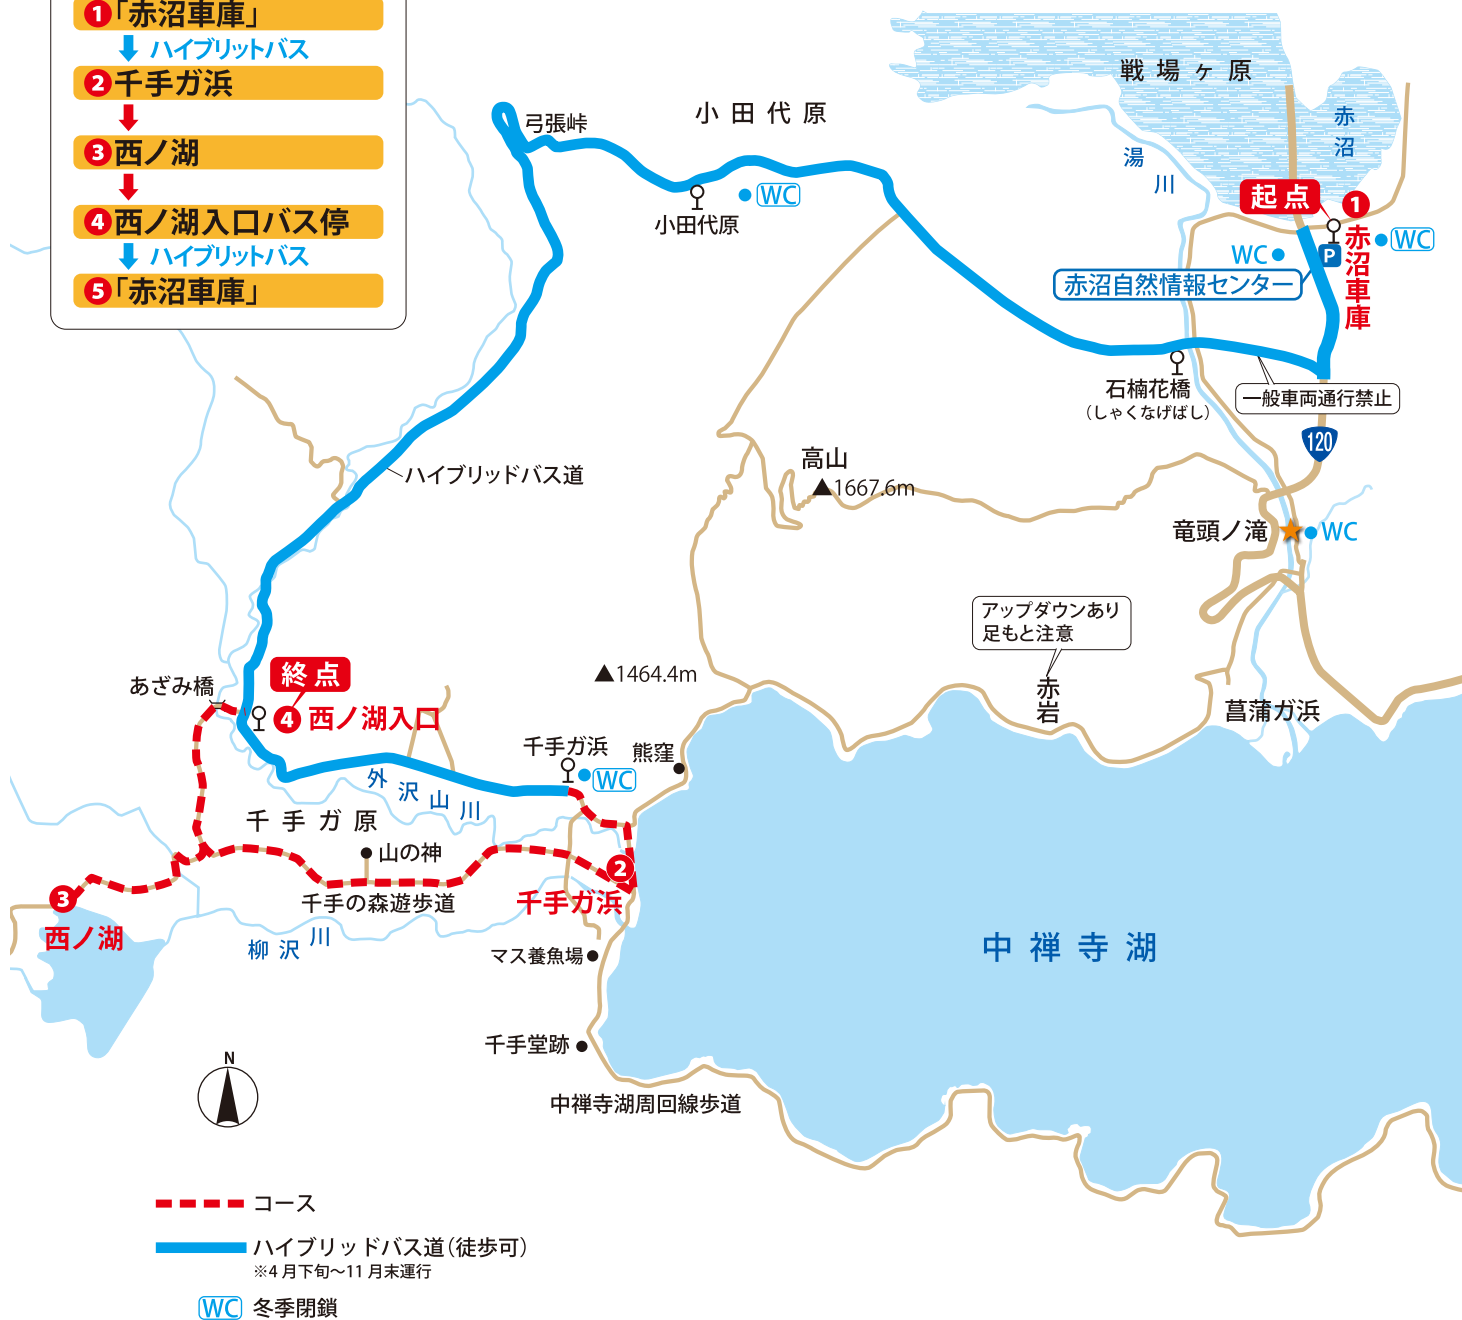 1「赤沼車庫」
ハイブリットバス
2千手ガ浜
3西ノ湖
4西ノ湖入口バス停
ハイブリットバス
5「赤沼車庫」
戦場ヶ原
小田代原
弓張峠
赤沼
湯川
WC
小田代原
起点
1
赤沼車庫
WC
WC
P
赤沼自然情報センター
石楠花橋
（しゃくなげばし）
一般車両通行禁止
120
ハイブリッドバス道
高山
▲1667.6m
竜頭ノ滝
WC
アップダウンあり
足もと注意
赤岩
▲1464.4m
菖蒲ガ浜
あざみ橋
終点
4
西ノ湖入口
千手ガ浜
熊窪
WC
外沢山川
千手ガ原
山の神
2
千手ガ浜
千手の森遊歩道
3
西ノ湖
柳沢川
マス養魚場
中禅寺湖
千手堂跡
N
中禅寺湖周回線歩道
コース
ハイブリッドバス道（徒歩可）
※4月下旬～11月末運行
WC 冬季閉鎖